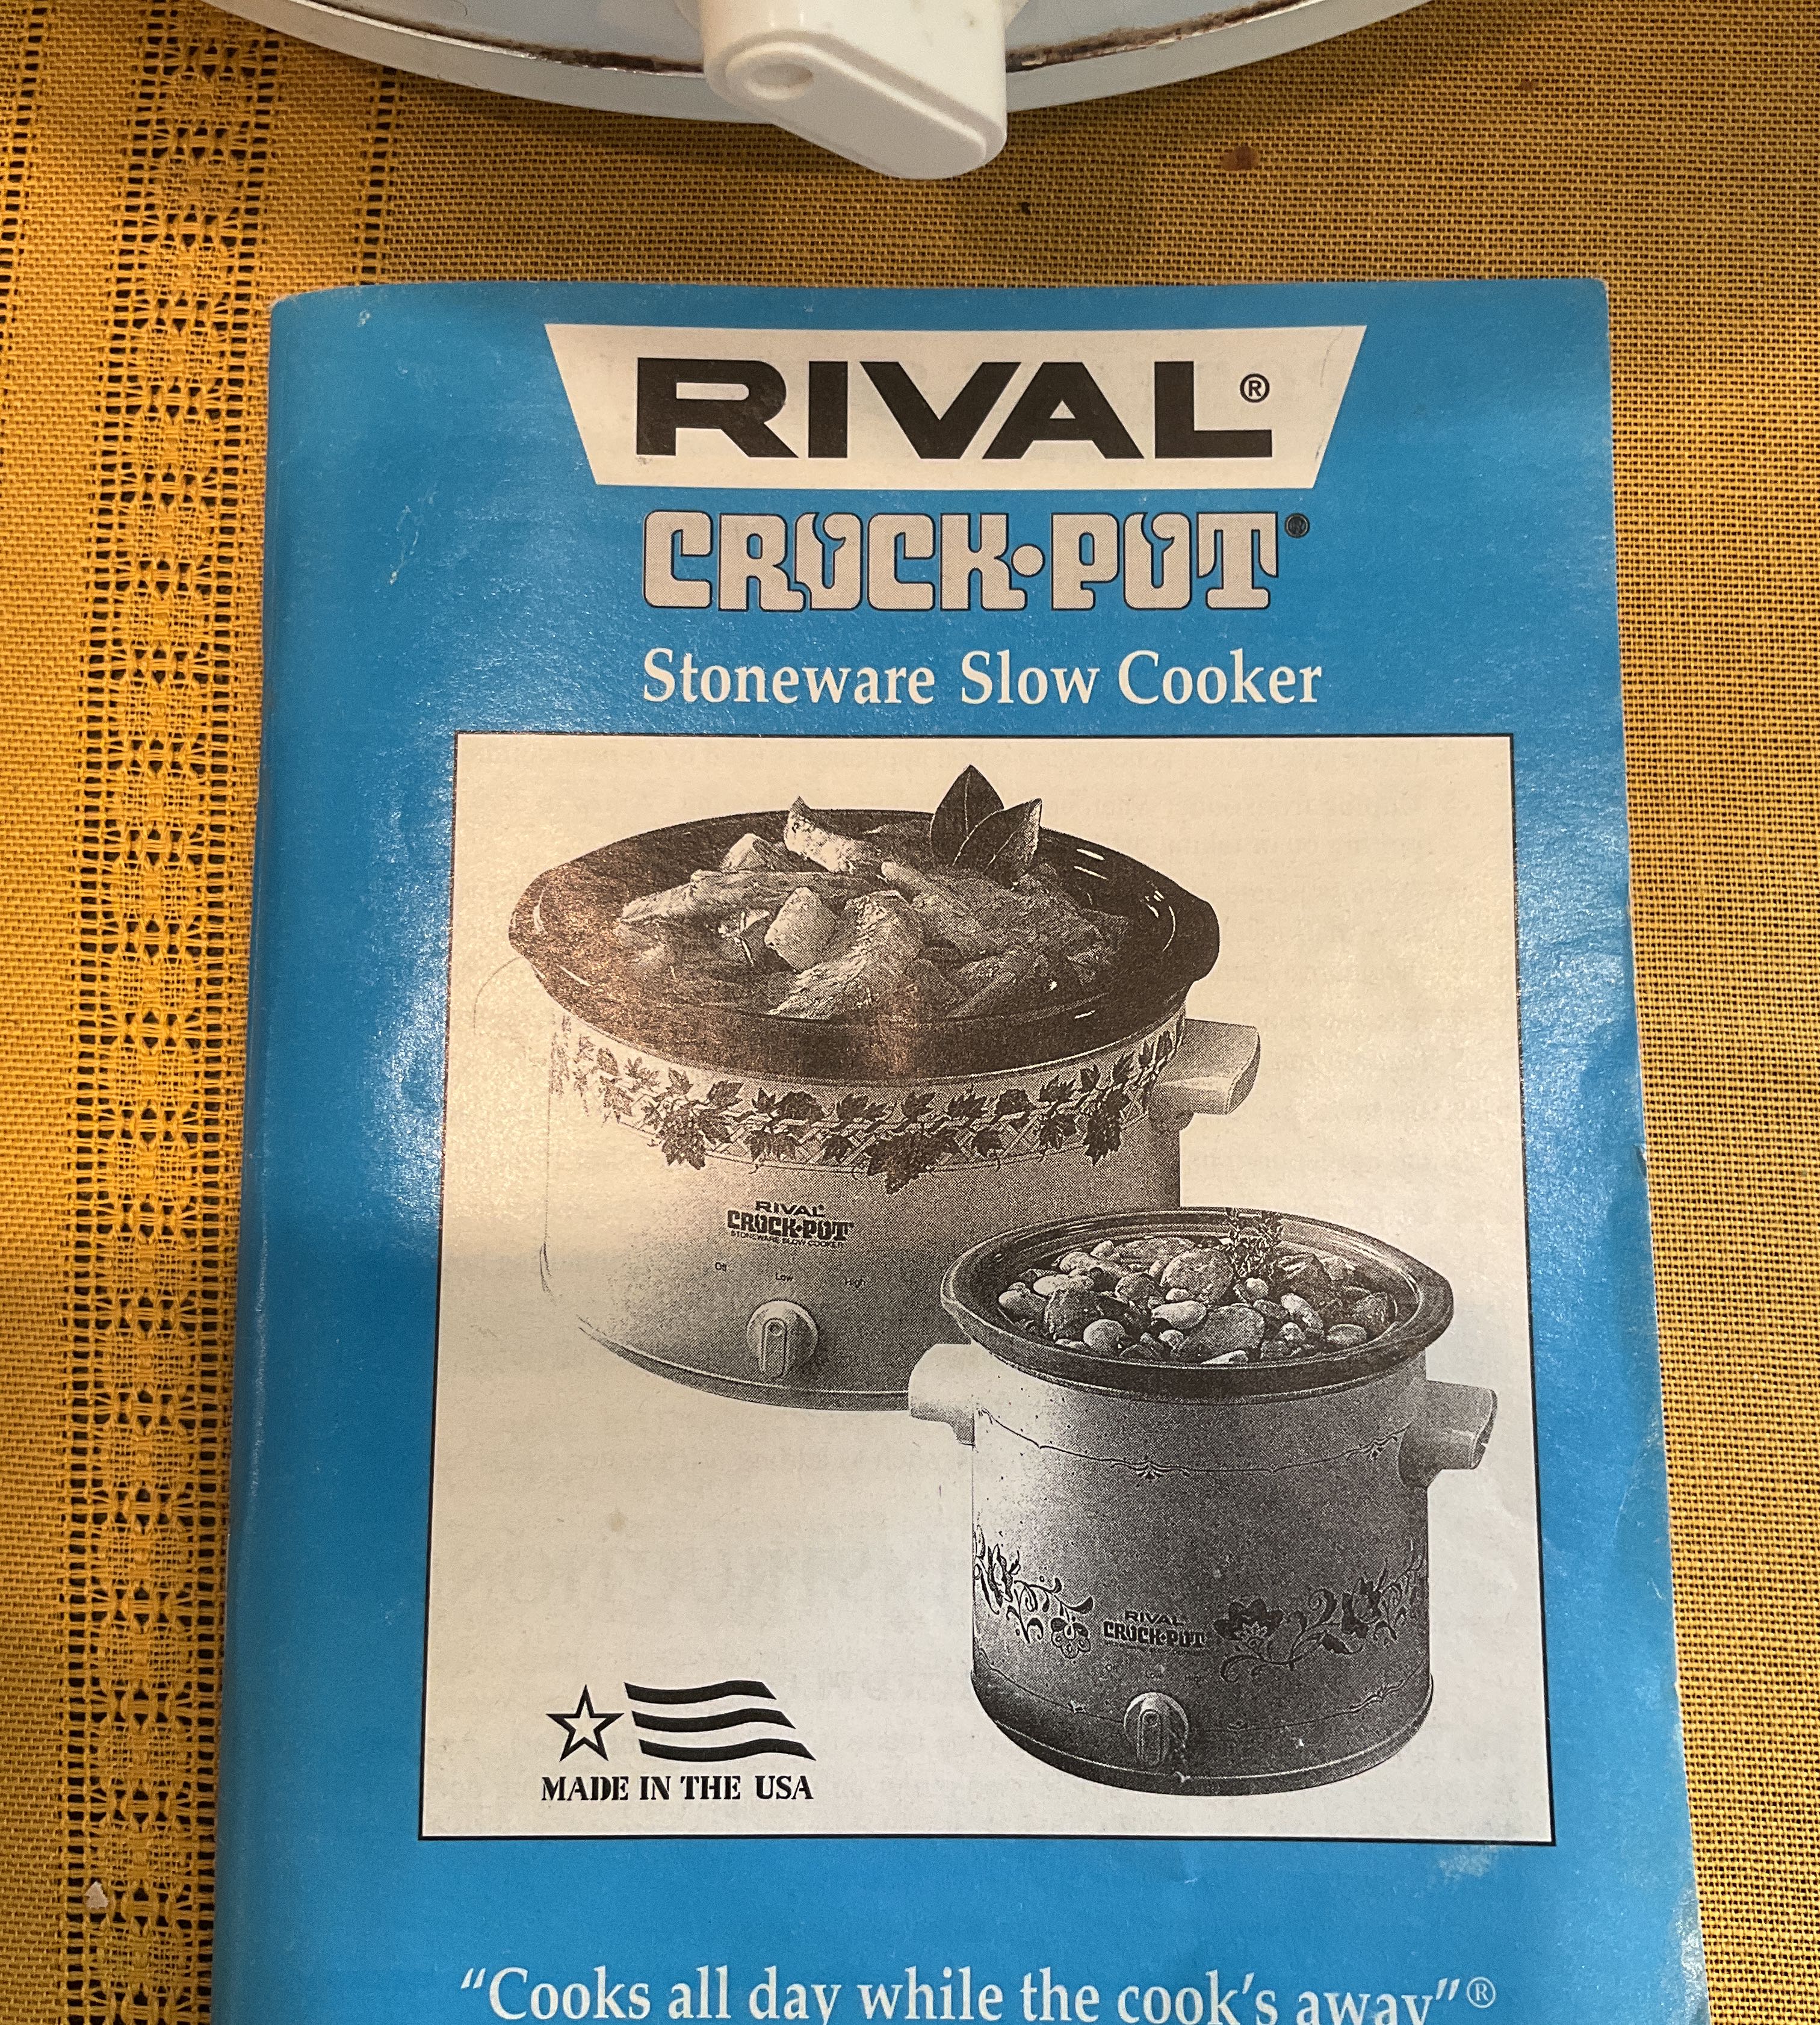 RIVAL®
CROCK•POT®
Stoneware Slow Cooker
RIVAL®
CROCK•POT®
STONEWARE SLOW COOKER
Off Low High
RIVAL
CROCK•POT
MADE IN THE USA
"Cooks all day while the cook's away"®